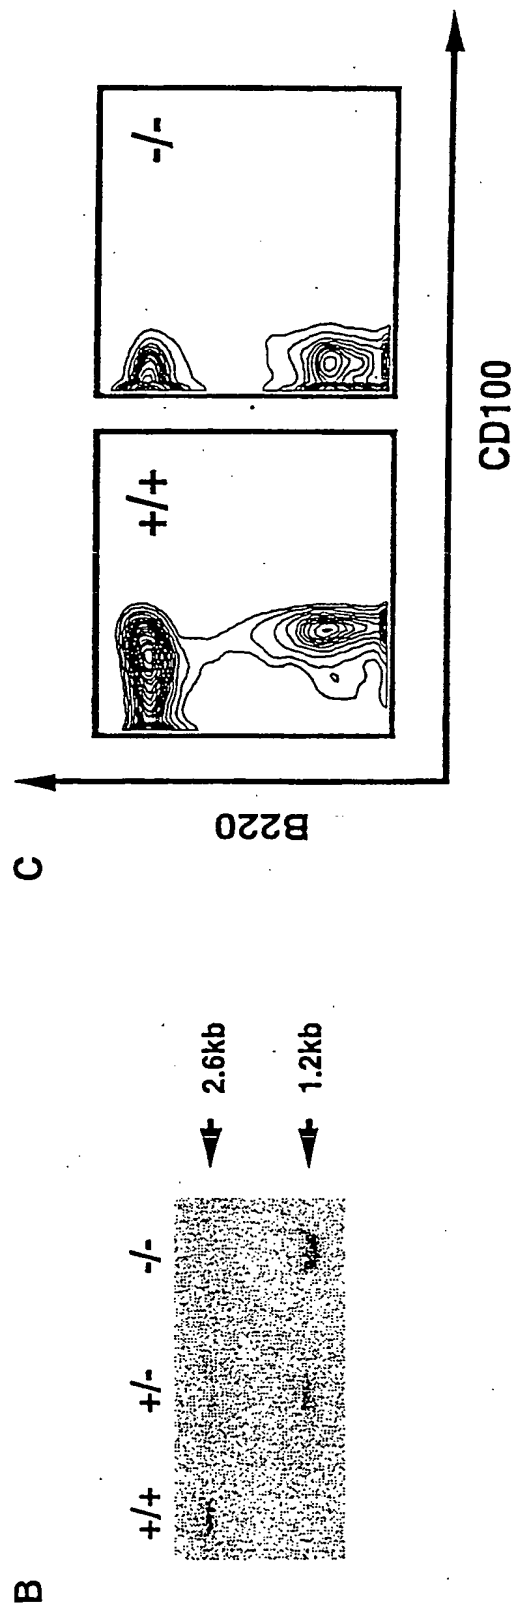 B
+/+ +/- -/-
2.6kb
1.2kb
C
B220
+/+
-/-
CD100